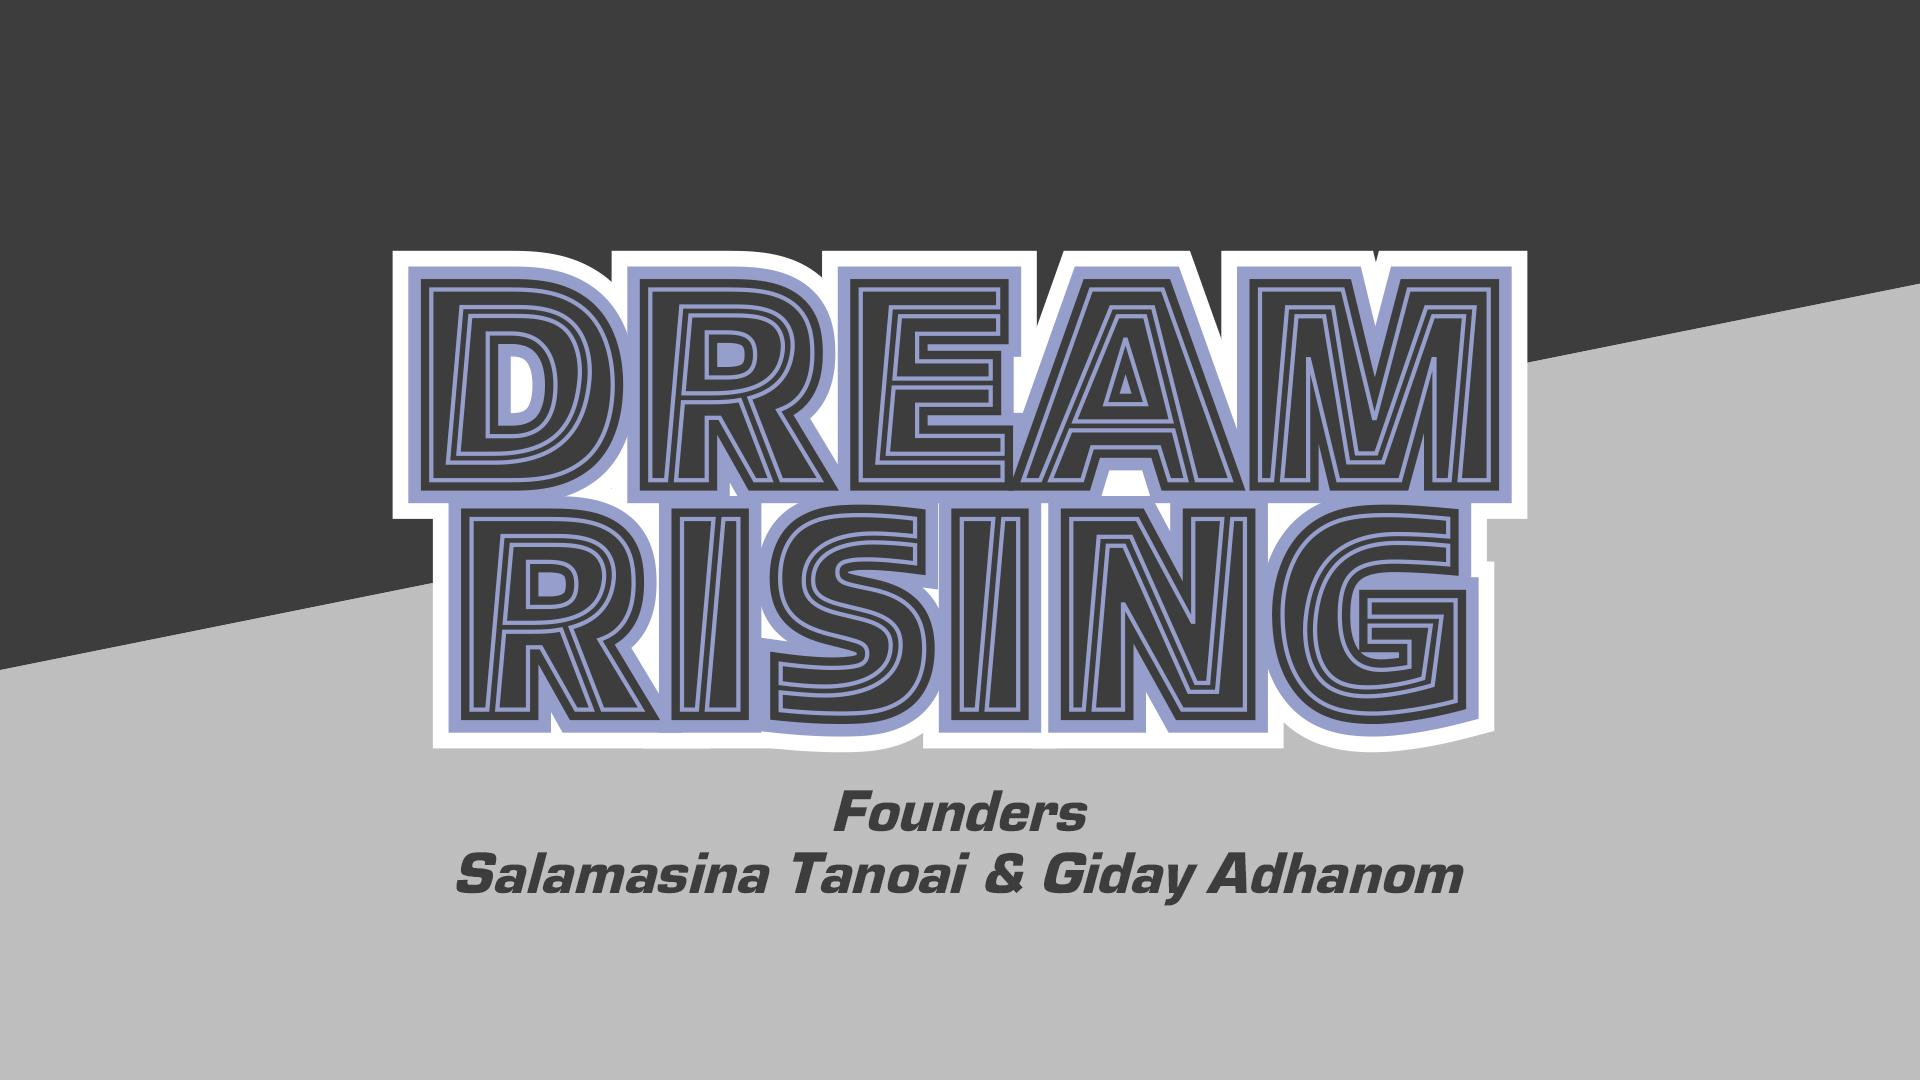 DREAM
RISING
Founders
Salamasina Tanoai & Giday Adhanom